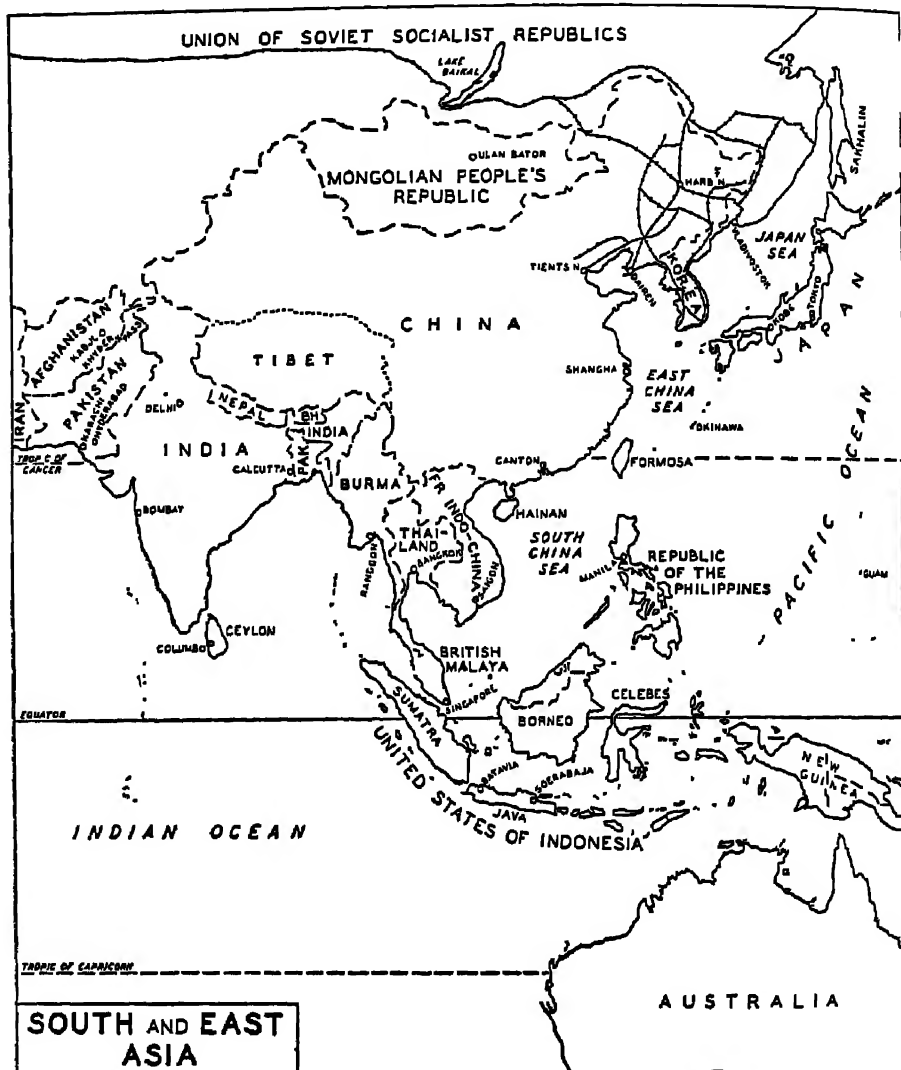 UNION OF SOVIET SOCIALIST REPUBLICS
LAKE
BAIKAL
SAKHALIN
ULAN BATOR
MONGOLIAN PEOPLE'S
REPUBLIC
HARB N
VLADIVOSTOK
JAPAN
SEA
TIENTS N
DAIREN
KOREA
KOBE
TOKYO
JAPAN
CHINA
AFGHANISTAN
KABUL
KHYBER
PASS
TIBET
SHANGHA
EAST
CHINA
SEA
IRAN
PAKISTAN
KARACHI
HYDERABAD
DELHI
NEPAL
BH
INDIA
OKINAWA
INDIA
PAK
TROPIC OF
CANCER
CALCUTTA
BURMA
CANTON
FORMOSA
FR INDO-CHINA
HAINAN
BOMBAY
THAI-
LAND
BANGKOK
RANGOON
SAIGON
SOUTH
CHINA
SEA
MANILA
REPUBLIC
OF THE
PHILIPPINES
PACIFIC OCEAN
GUAM
CEYLON
COLUMBO
BRITISH
MALAYA
SINGAPORE
SUMATRA
BORNEO
CELEBES
EQUATOR
NEW
GUINEA
BATAVIA
SOERABAJA
JAVA
UNITED STATES OF INDONESIA
INDIAN OCEAN
TROPIC OF CAPRICORN
AUSTRALIA
SOUTH AND EAST
ASIA